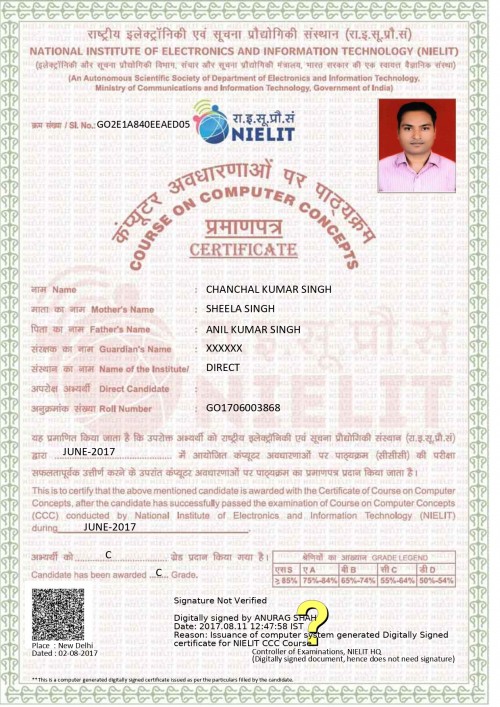 राष्ट्रीय इलेक्ट्रॉनिकी एवं सूचना प्रौद्योगिकी संस्थान (रा.इ.सू.प्रौ.सं)
NATIONAL INSTITUTE OF ELECTRONICS AND INFORMATION TECHNOLOGY (NIELIT)
(इलेक्ट्रॉनिकी और सूचना प्रौद्योगिकी विभाग, संचार और सूचना प्रौद्योगिकी मंत्रालय, भारत सरकार की एक स्वायत्त वैज्ञानिक संस्था)
(An Autonomous Scientific Society of Department of Electronics and Information Technology,
Ministry of Communications and Information Technology, Government of India)
क्रम संख्या / Sl. No.: GO2E1A840EEAED05
रा.इ.सू.प्रौ.सं
NIELIT
कंप्यूटर अवधारणाओं पर पाठ्यक्रम
COURSE ON COMPUTER CONCEPTS
प्रमाणपत्र
CERTIFICATE
नाम Name : CHANCHAL KUMAR SINGH
माता का नाम Mother's Name : SHEELA SINGH
पिता का नाम Father's Name : ANIL KUMAR SINGH
संरक्षक का नाम Guardian's Name : XXXXXX
संस्थान का नाम Name of the Institute/ DIRECT
अपरोक्ष अभ्यर्थी Direct Candidate :
अनुक्रमांक संख्या Roll Number : GO1706003868
यह प्रमाणित किया जाता है कि उपरोक्त अभ्यर्थी को राष्ट्रीय इलेक्ट्रॉनिकी एवं सूचना प्रौद्योगिकी संस्थान (रा.इ.सू.प्रौ.सं)
द्वारा JUNE-2017 में आयोजित कंप्यूटर अवधारणाओं पर पाठ्यक्रम (सीसीसी) की परीक्षा
सफलतापूर्वक उत्तीर्ण करने के उपरांत कंप्यूटर अवधारणाओं पर पाठ्यक्रम का प्रमाणपत्र प्रदान किया जाता है।
This is to certify that the above mentioned candidate is awarded with the Certificate of Course on Computer
Concepts, after the candidate has successfully passed the examination of Course on Computer Concepts
(CCC) conducted by National Institute of Electronics and Information Technology (NIELIT)
during JUNE-2017
अभ्यर्थी को C ग्रेड प्रदान किया गया है।
Candidate has been awarded ...C... Grade.
श्रेणियों का आख्यान GRADE LEGEND
एस S ए A बी B सी C डी D
≥ 85% 75%-84% 65%-74% 55%-64% 50%-54%
Signature Not Verified
Digitally signed by ANURAG SHAH
Date: 2017.08.11 12:47:58 IST
Reason: Issuance of computer system generated Digitally Signed
certificate for NIELIT CCC Course
Controller of Examinations, NIELIT HQ
(Digitally signed document, hence does not need signature)
Place : New Delhi
Dated : 02-08-2017
**This is a computer generated digitally signed certificate issued as per the particulars filled by the candidate.